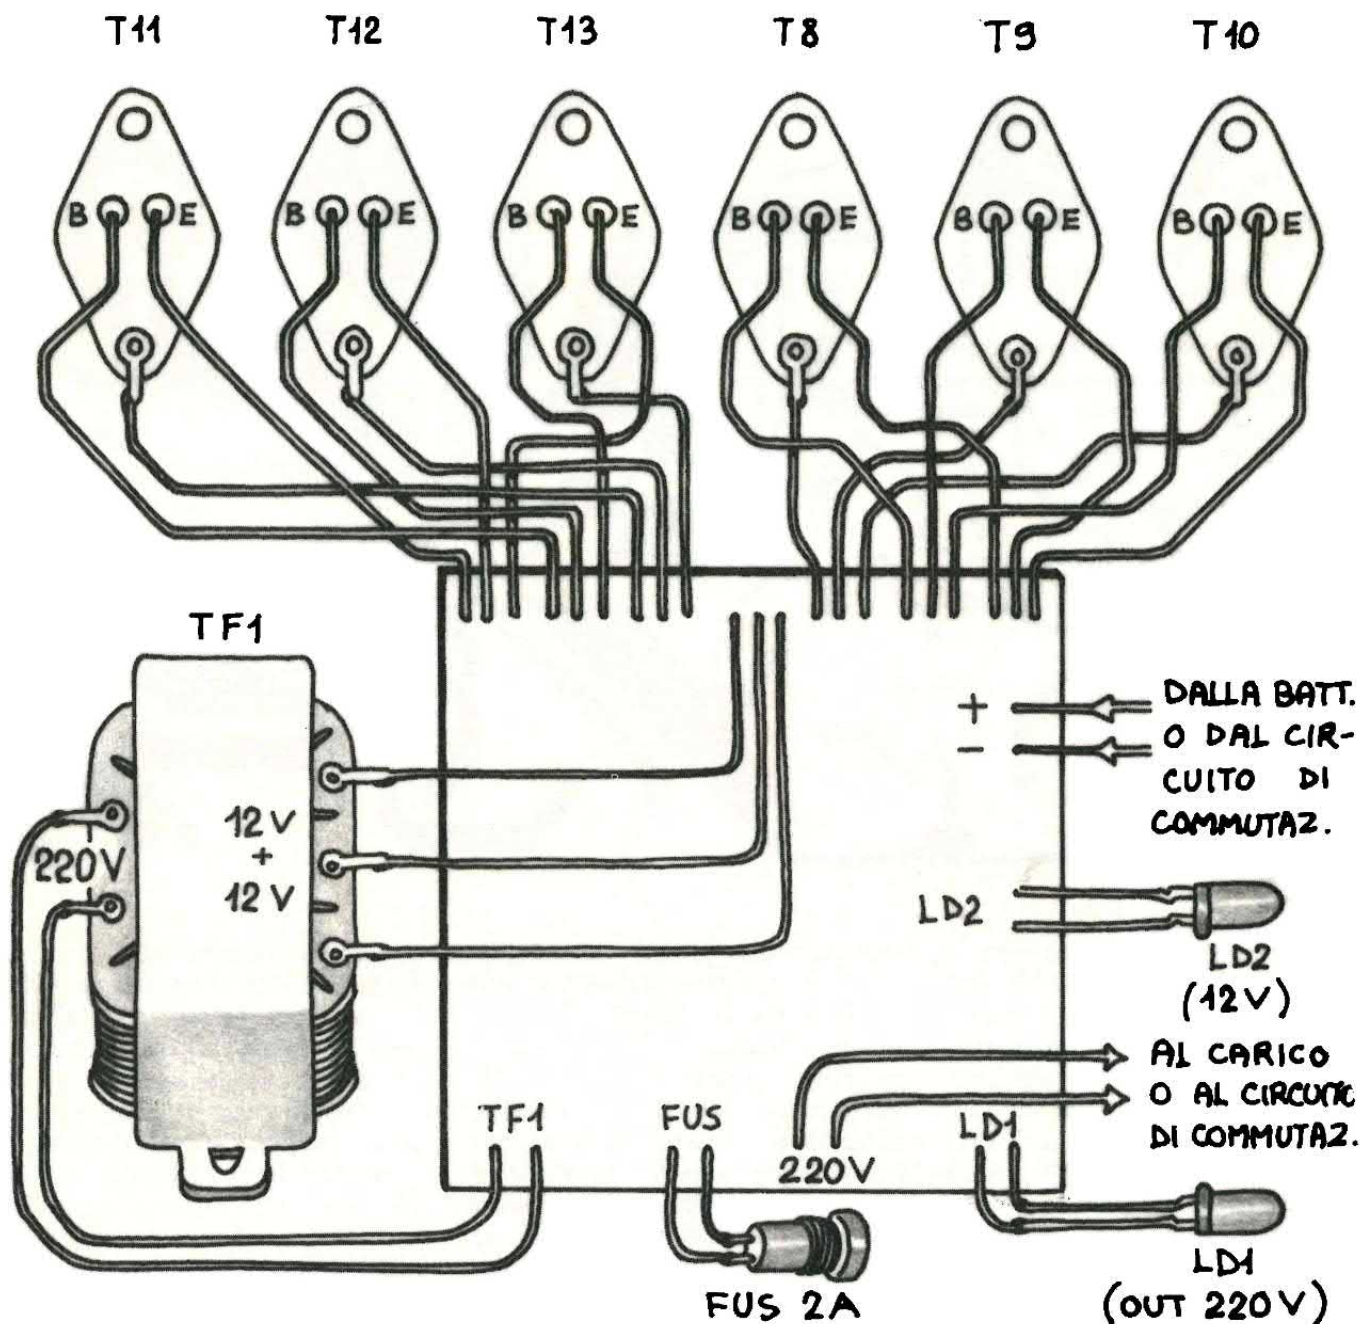 T11 T12 T13 T8 T9 T10
B E B E B E B E B E B E
TF1
12V
+
12V
220V
+
-
DALLA BATT.
O DAL CIR-
CUITO DI
COMMUTAZ.
LD2
LD2
(12V)
AL CARICO
O AL CIRCUITO
DI COMMUTAZ.
TF1 FUS 220V LD1
FUS 2A
LD1
(OUT 220V)